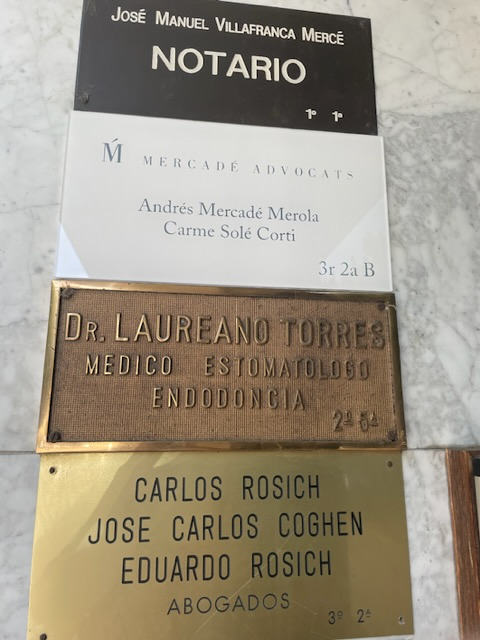 José Manuel Villafranca Mercé
NOTARIO
1º 1ª
Ḿ MERCADÉ ADVOCATS
Andrés Mercadé Merola
Carme Solé Corti
3r 2a B
DR. LAUREANO TORRES
MEDICO ESTOMATOLOGO
ENDODONCIA
2º 5ª
CARLOS ROSICH
JOSE CARLOS COGHEN
EDUARDO ROSICH
ABOGADOS
3º 2ª